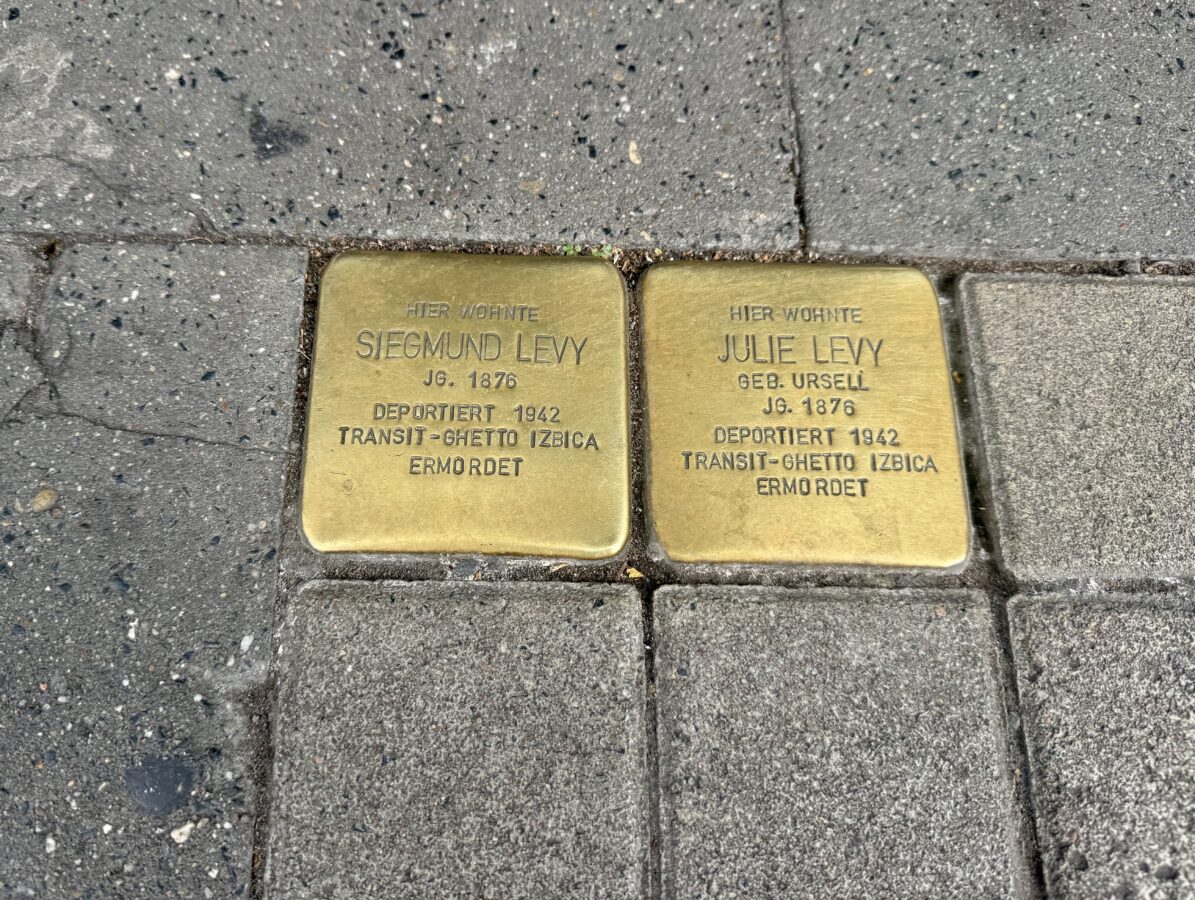 HIER WOHNTE
SIEGMUND LEVY
JG. 1876
DEPORTIERT 1942
TRANSIT-GHETTO IZBICA
ERMORDET
HIER WOHNTE
JULIE LEVY
GEB. URSELL
JG. 1876
DEPORTIERT 1942
TRANSIT-GHETTO IZBICA
ERMORDET